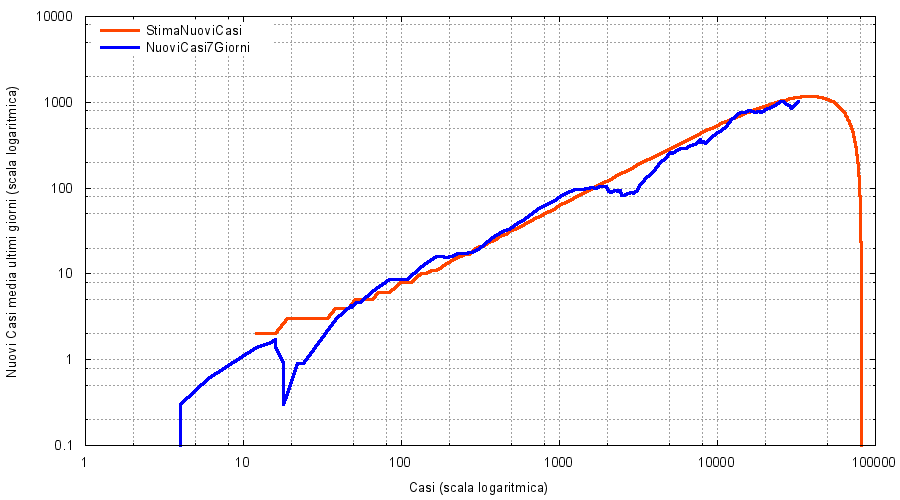 10000
StimaNuoviCasi
NuoviCasi7Giorni
1000
100
10
1
0.1
Nuovi Casi media ultimi giorni (scala logaritmica)
1 10 100 1000 10000 100000
Casi (scala logaritmica)